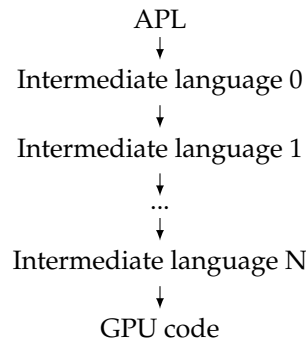 APL
Intermediate language 0
Intermediate language 1
...
Intermediate language N
GPU code